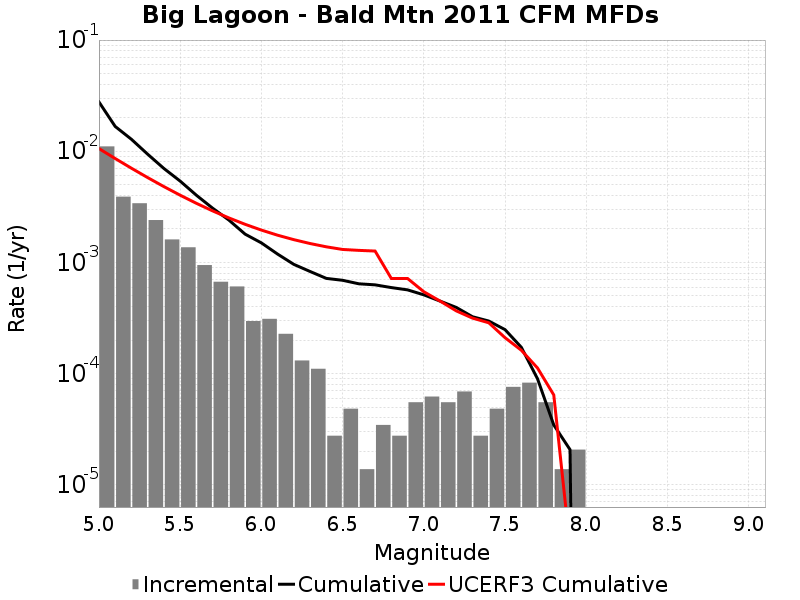 Big Lagoon - Bald Mtn 2011 CFM MFDs
10-1
10-2
10-3
10-4
10-5
Rate (1/yr)
5.0 5.5 6.0 6.5 7.0 7.5 8.0 8.5 9.0
Magnitude
Incremental Cumulative UCERF3 Cumulative